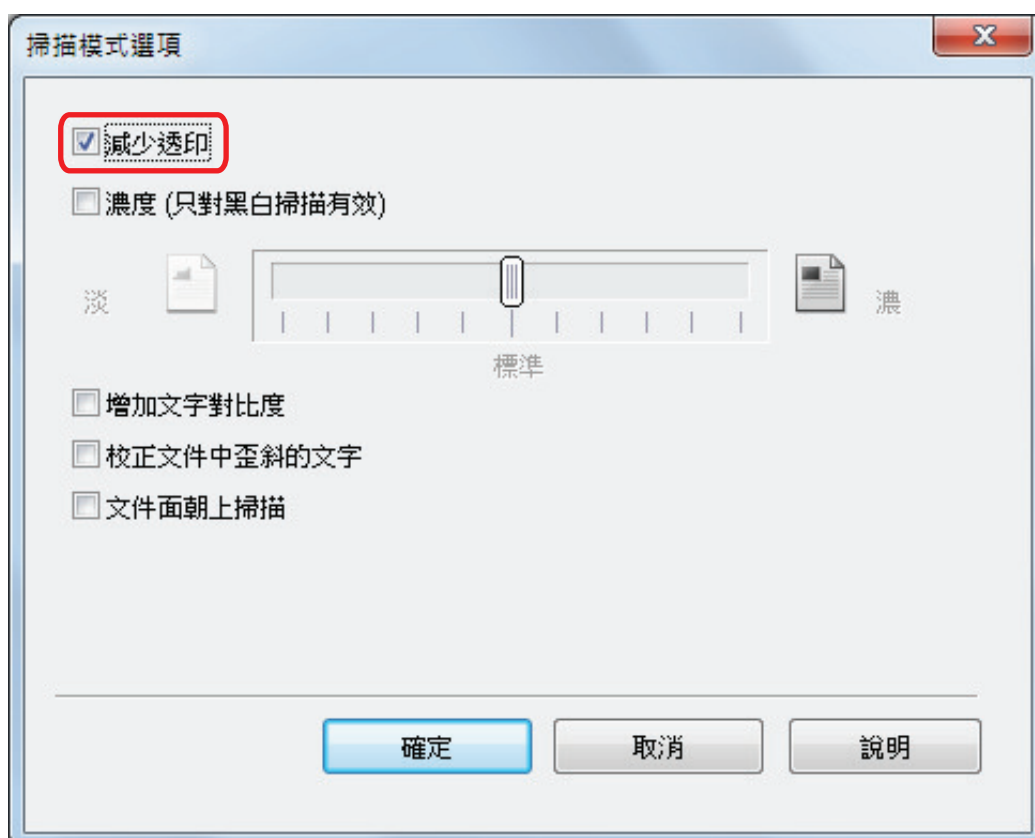 掃描模式選項
減少透印
濃度 (只對黑白掃描有效)
淡
濃
標準
增加文字對比度
校正文件中歪斜的文字
文件面朝上掃描
確定
取消
說明